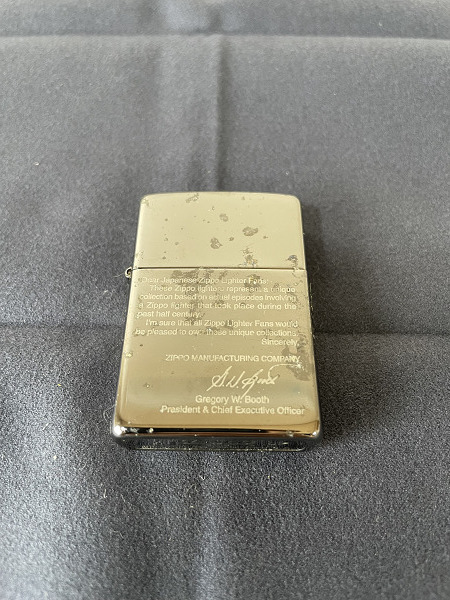 Dear Japanese Zippo Lighter Fans:
These Zippo lighters represent a unique
collection based on actual episodes involving
a Zippo lighter that took place during the
past half century.
I'm sure that all Zippo Lighter Fans would
be pleased to own these unique collections.
Sincerely,
ZIPPO MANUFACTURING COMPANY
Gregory W. Booth
President & Chief Executive Officer